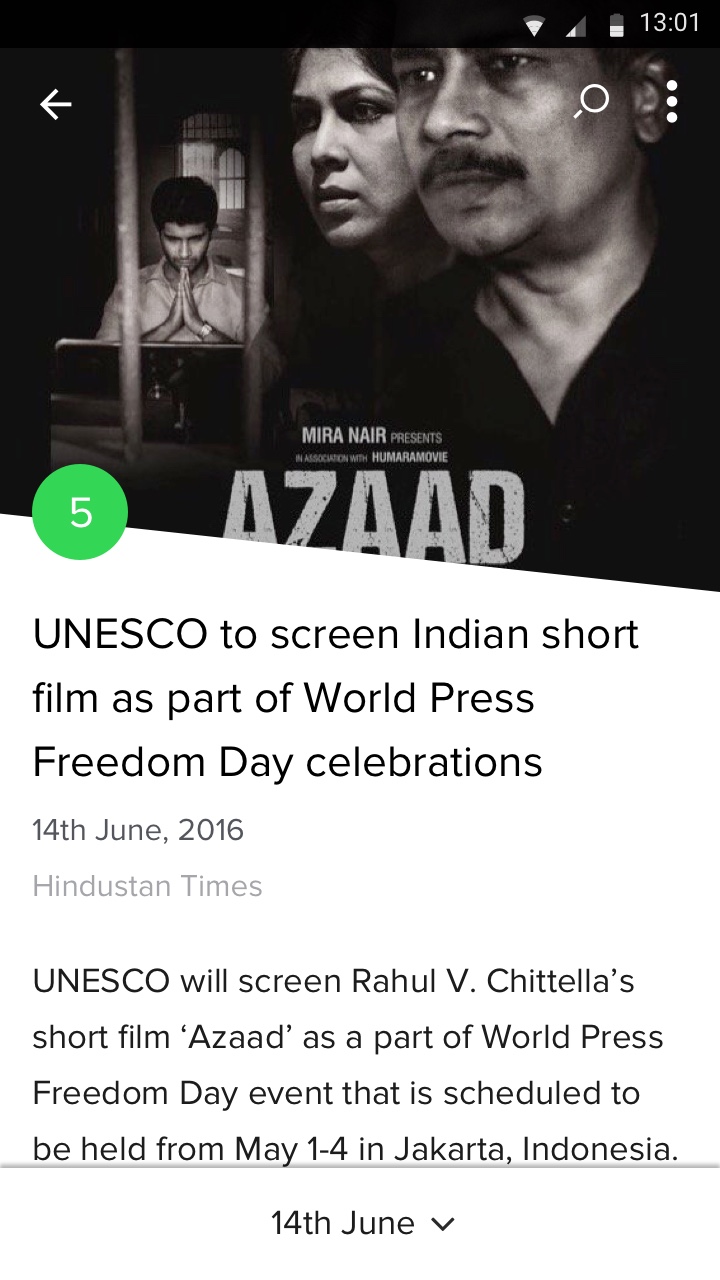 13:01
MIRA NAIR PRESENTS
IN ASSOCIATION WITH HUMARAMOVIE
AZAAD
5
UNESCO to screen Indian short
film as part of World Press
Freedom Day celebrations
14th June, 2016
Hindustan Times
UNESCO will screen Rahul V. Chittella’s
short film ‘Azaad’ as a part of World Press
Freedom Day event that is scheduled to
be held from May 1-4 in Jakarta, Indonesia.
14th June